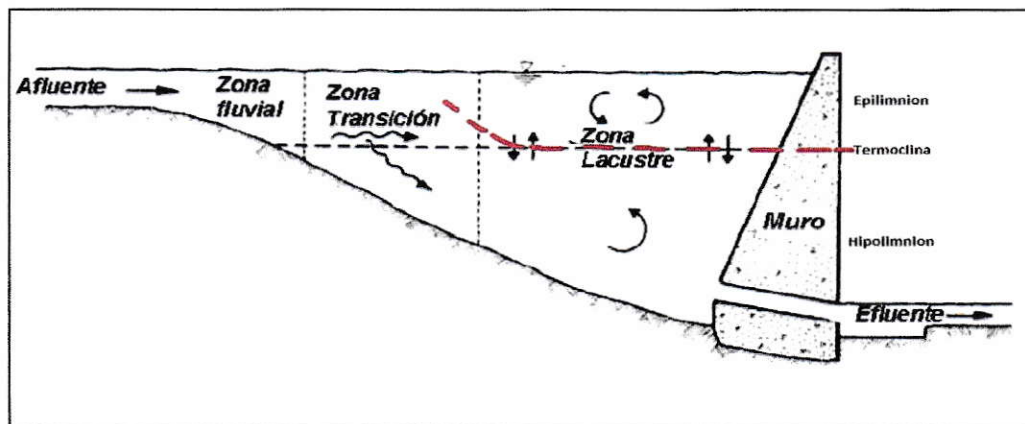 Afluente
Zona
fluvial
Zona
Transición
Zona
Lacustre
Muro
Epilimnion
Termoclina
Hipolimnion
Efluente